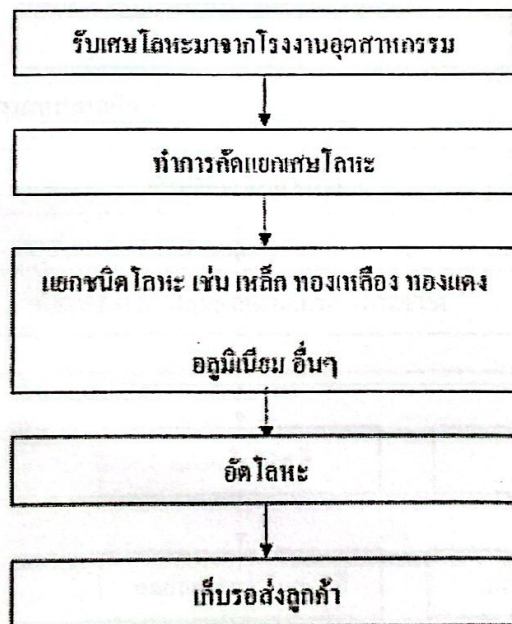 รับเศษโลหะมาจากโรงงานอุตสาหกรรม
ทำการคัดแยกเศษโลหะ
แยกชนิดโลหะ เช่น เหล็ก ทองเหลือง ทองแดง
อลูมิเนียม อื่นๆ
อัดโลหะ
เก็บรอส่งลูกค้า